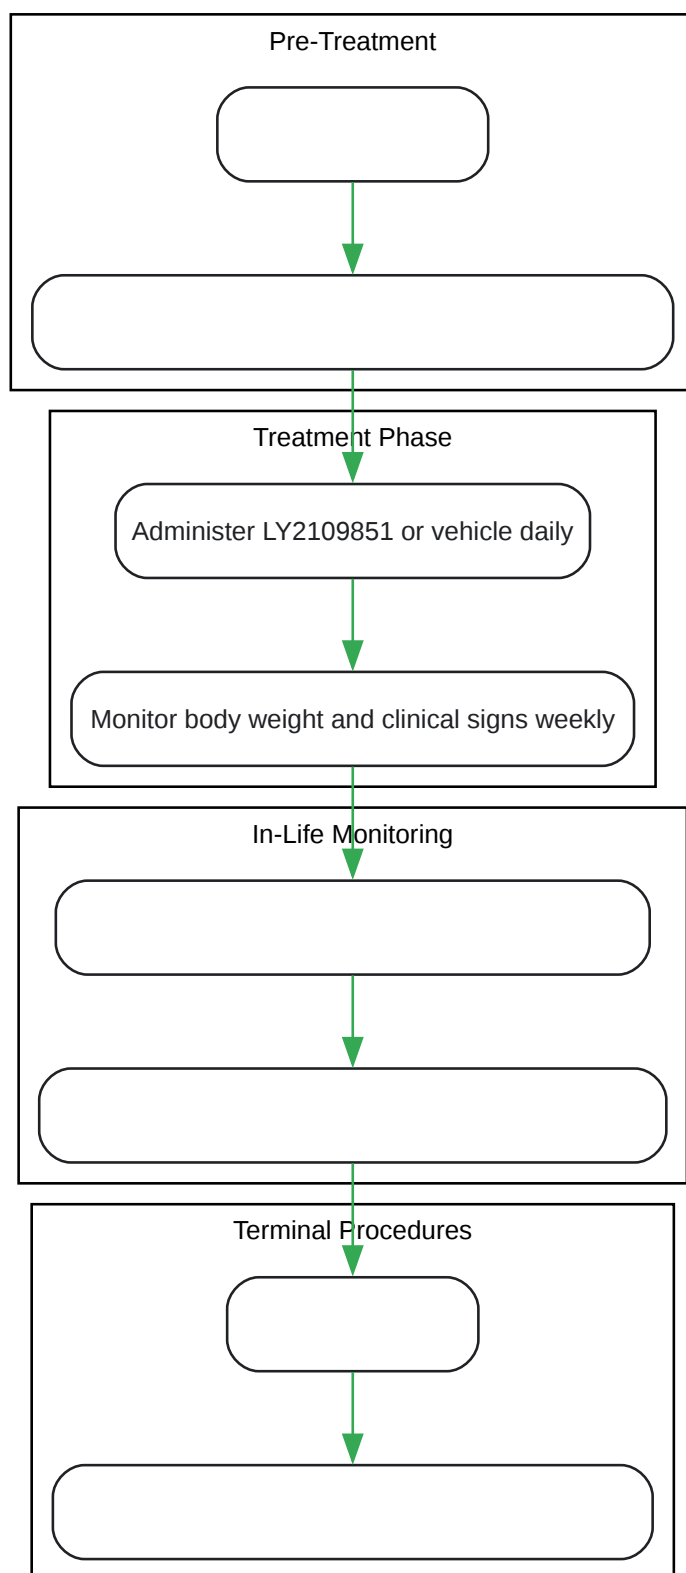 Pre-Treatment
Treatment Phase
Administer LY2109851 or vehicle daily
Monitor body weight and clinical signs weekly
In-Life Monitoring
Terminal Procedures